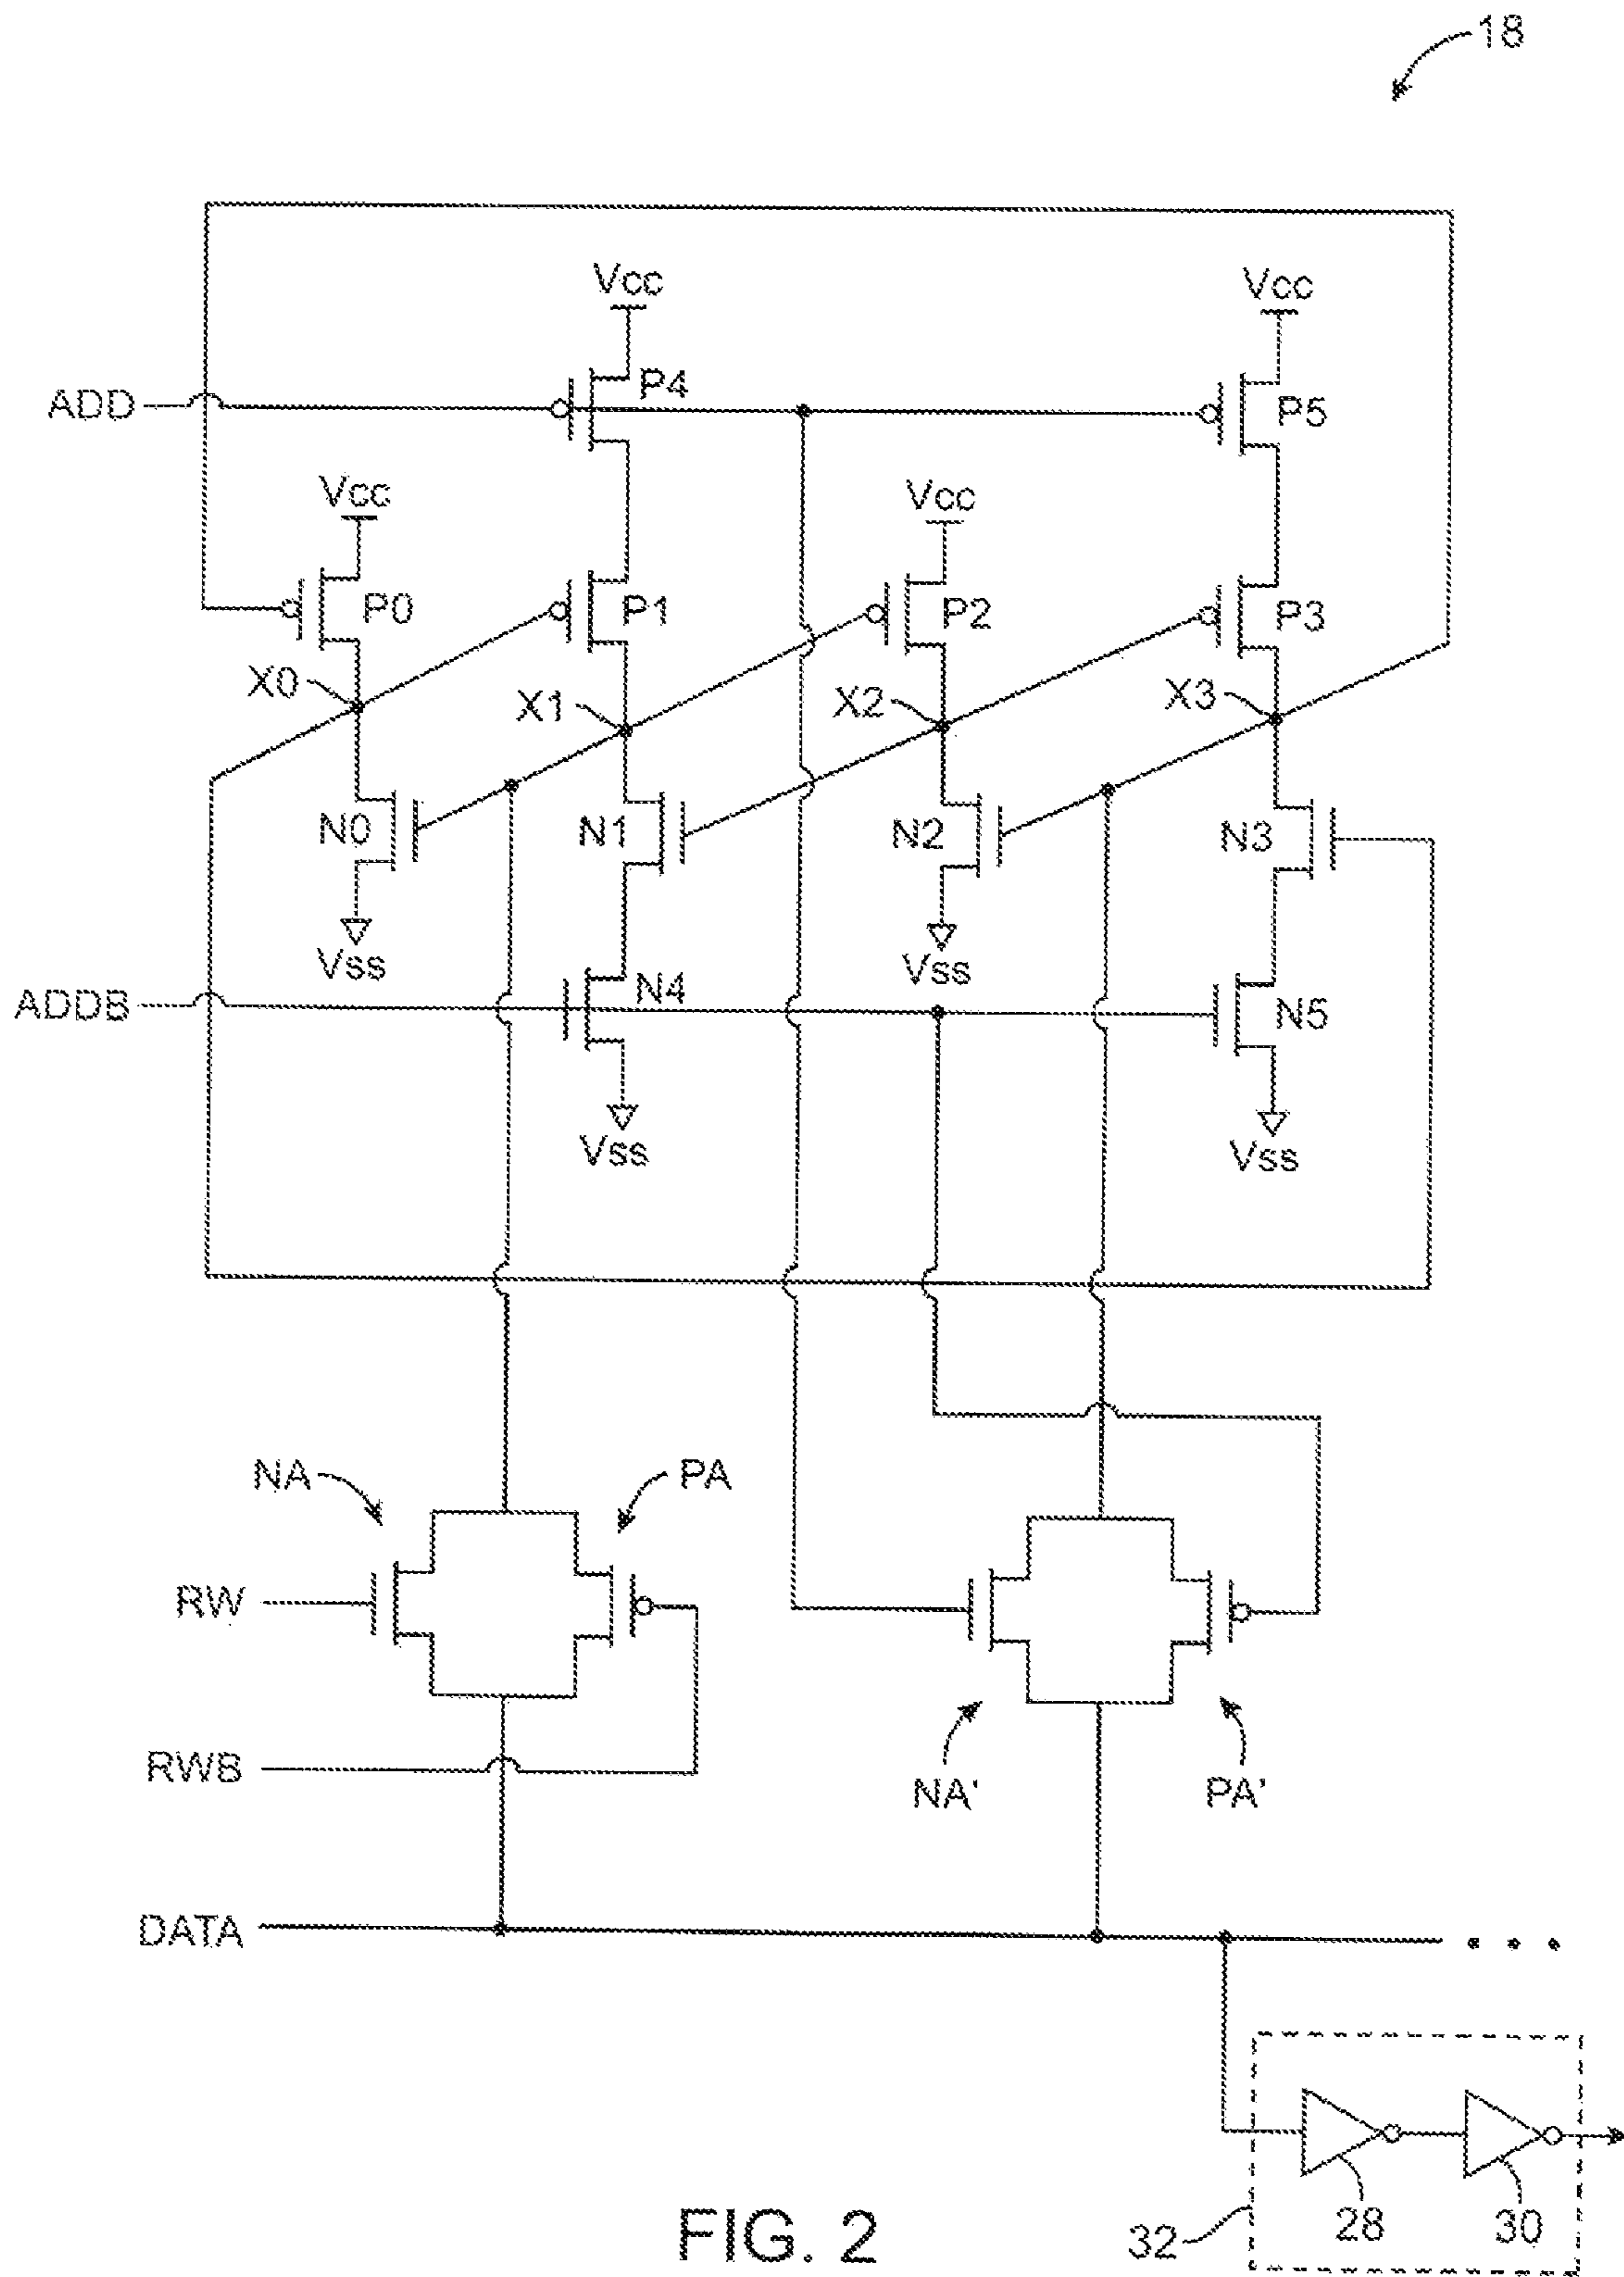 18
Vcc
Vcc
ADD
P4
P5
Vcc
Vcc
P0
P1
P2
P3
X0
X1
X2
X3
N0
N1
N2
N3
Vss
Vss
ADDB
N4
N5
Vss
Vss
NA
PA
RW
RWB
NA'
PA'
DATA
. . .
28
30
32
FIG. 2